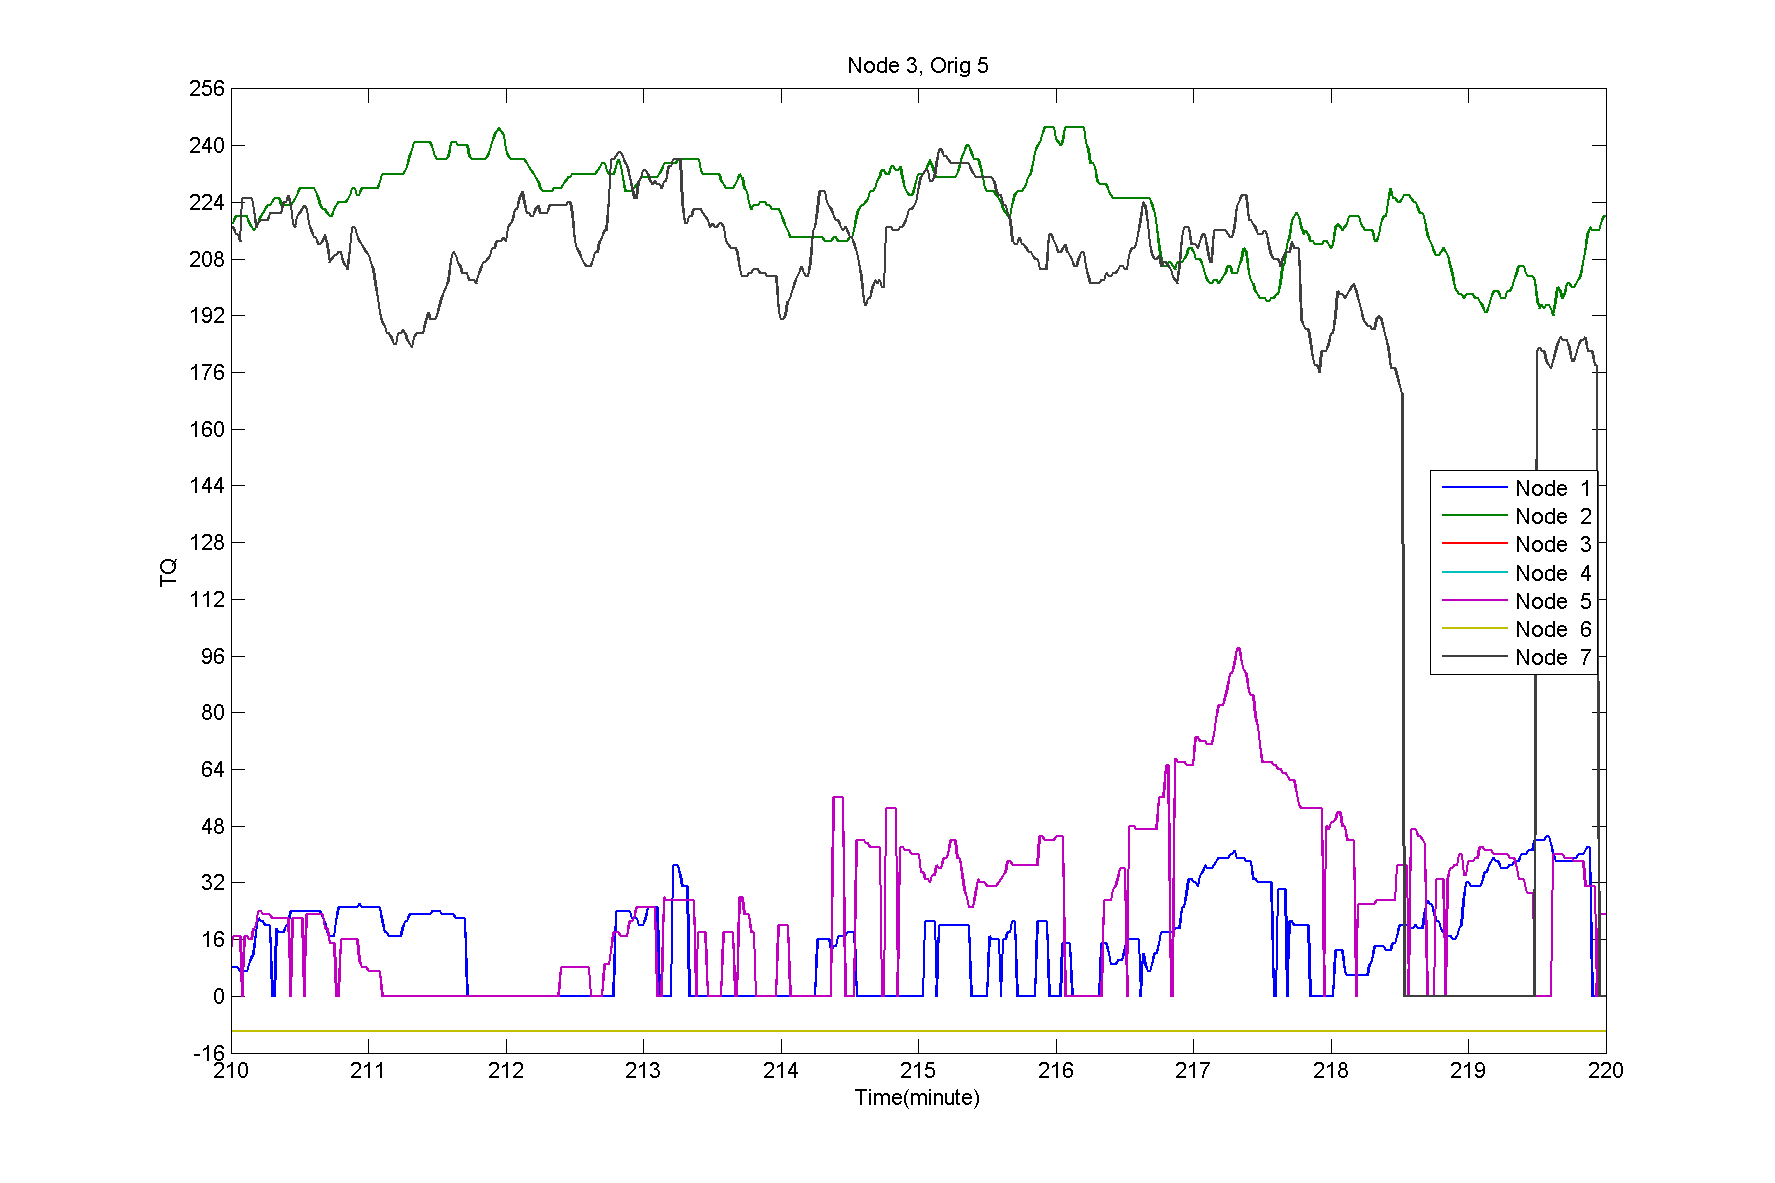 Node 3, Orig 5
256
240
224
208
192
176
160
144
128
112
96
80
64
48
32
16
0
-16
TQ
Node 1
Node 2
Node 3
Node 4
Node 5
Node 6
Node 7
210 211 212 213 214 215 216 217 218 219 220
Time(minute)